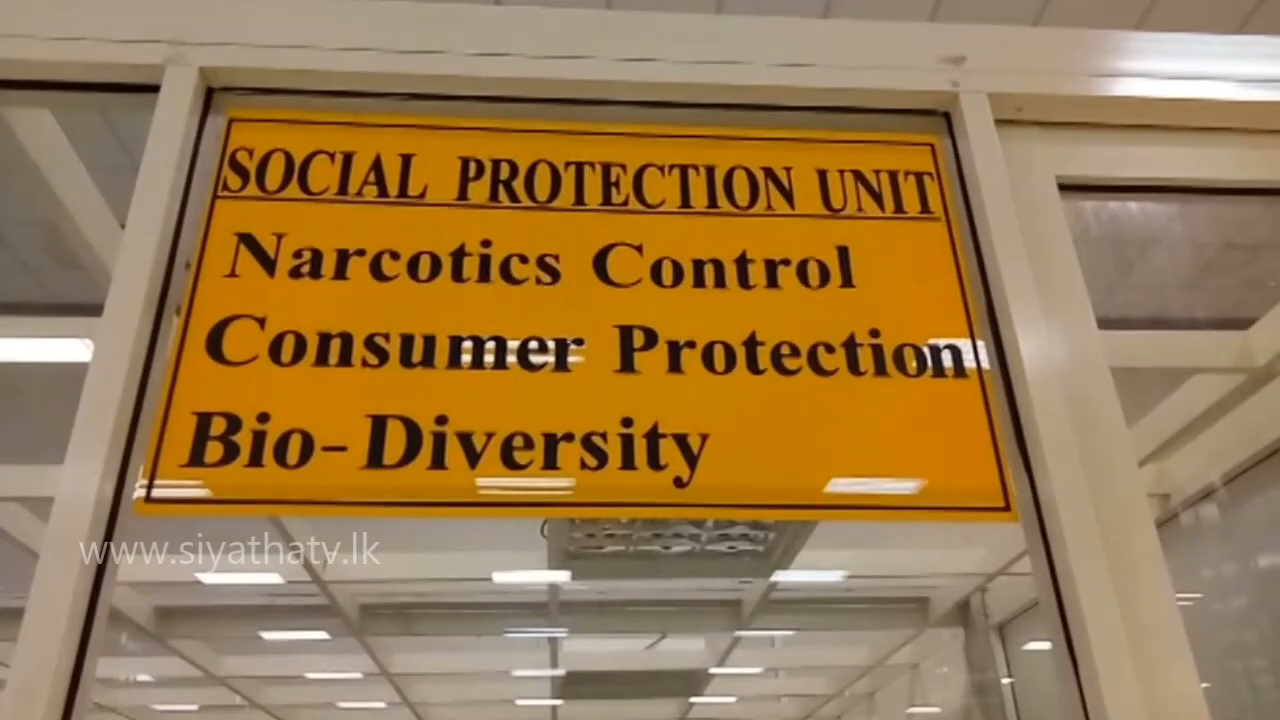 SOCIAL PROTECTION UNIT
Narcotics Control
Consumer Protection
Bio-Diversity
www.siyathatv.lk